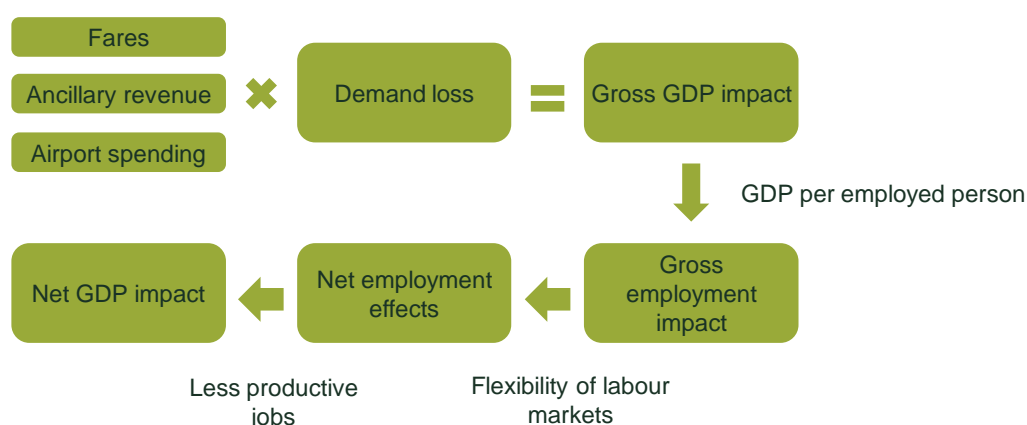 Fares
Ancillary revenue
Airport spending
Demand loss
Gross GDP impact
GDP per employed person
Gross
employment
impact
Flexibility of labour
markets
Net employment
effects
Less productive
jobs
Net GDP impact